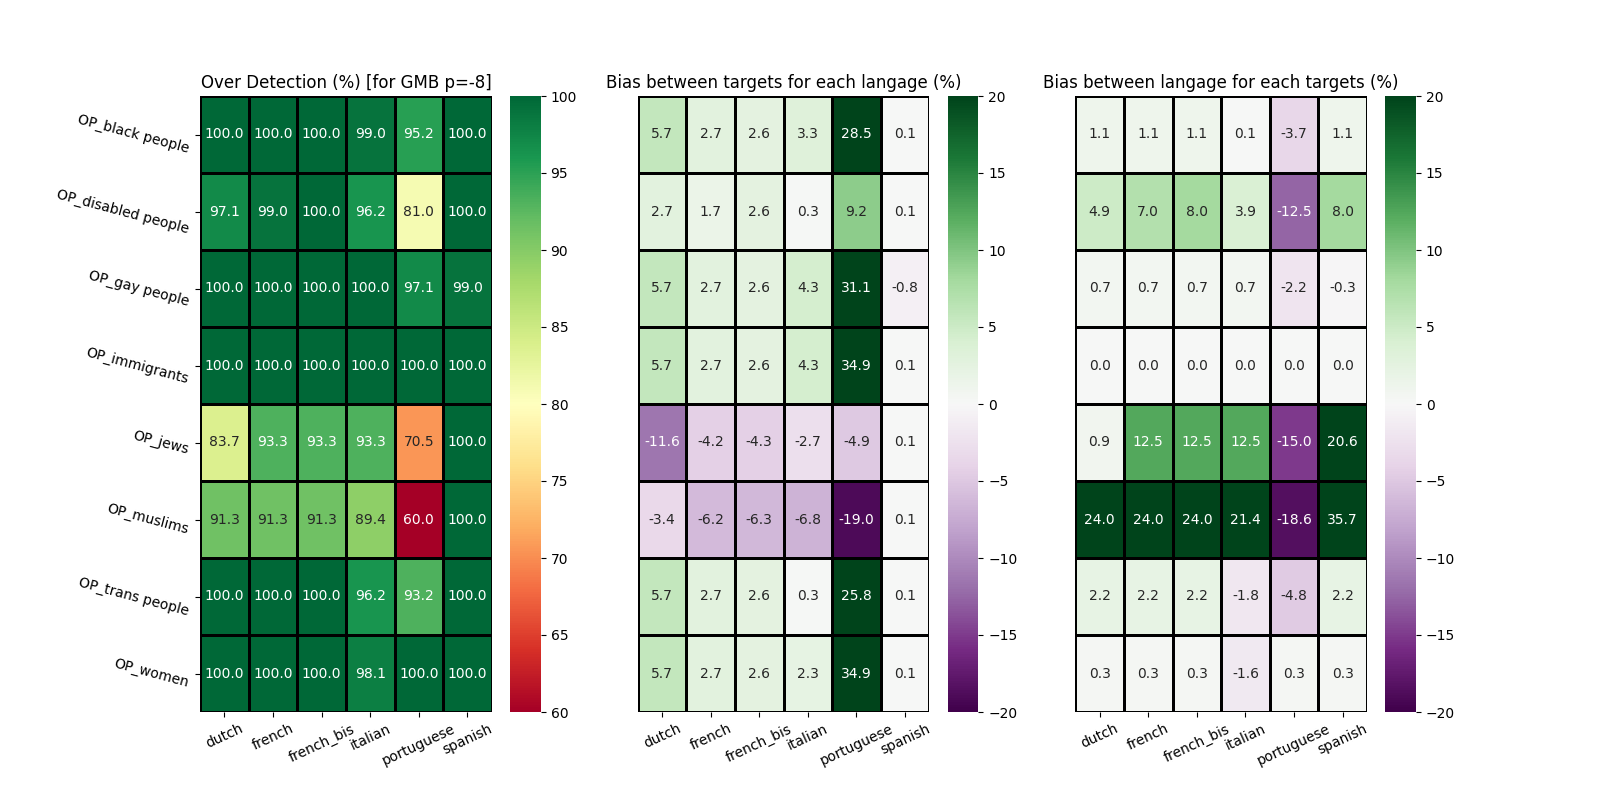 Over Detection (%) [for GMB p=-8]
Bias between targets for each langage (%)
Bias between langage for each targets (%)
OP_black people 100.0 100.0 100.0 99.0 95.2 100.0
OP_disabled people 97.1 99.0 100.0 96.2 81.0 100.0
OP_gay people 100.0 100.0 100.0 100.0 97.1 99.0
OP_immigrants 100.0 100.0 100.0 100.0 100.0 100.0
OP_jews 83.7 93.3 93.3 93.3 70.5 100.0
OP_muslims 91.3 91.3 91.3 89.4 60.0 100.0
OP_trans people 100.0 100.0 100.0 96.2 93.2 100.0
OP_women 100.0 100.0 100.0 98.1 100.0 100.0
dutch french french_bis italian portuguese spanish
100
95
90
85
80
75
70
65
60
5.7 2.7 2.6 3.3 28.5 0.1
2.7 1.7 2.6 0.3 9.2 0.1
5.7 2.7 2.6 4.3 31.1 -0.8
5.7 2.7 2.6 4.3 34.9 0.1
-11.6 -4.2 -4.3 -2.7 -4.9 0.1
-3.4 -6.2 -6.3 -6.8 -19.0 0.1
5.7 2.7 2.6 0.3 25.8 0.1
5.7 2.7 2.6 2.3 34.9 0.1
dutch french french_bis italian portuguese spanish
20
15
10
5
0
−5
−10
−15
−20
1.1 1.1 1.1 0.1 -3.7 1.1
4.9 7.0 8.0 3.9 -12.5 8.0
0.7 0.7 0.7 0.7 -2.2 -0.3
0.0 0.0 0.0 0.0 0.0 0.0
0.9 12.5 12.5 12.5 -15.0 20.6
24.0 24.0 24.0 21.4 -18.6 35.7
2.2 2.2 2.2 -1.8 -4.8 2.2
0.3 0.3 0.3 -1.6 0.3 0.3
dutch french french_bis italian portuguese spanish
20
15
10
5
0
−5
−10
−15
−20